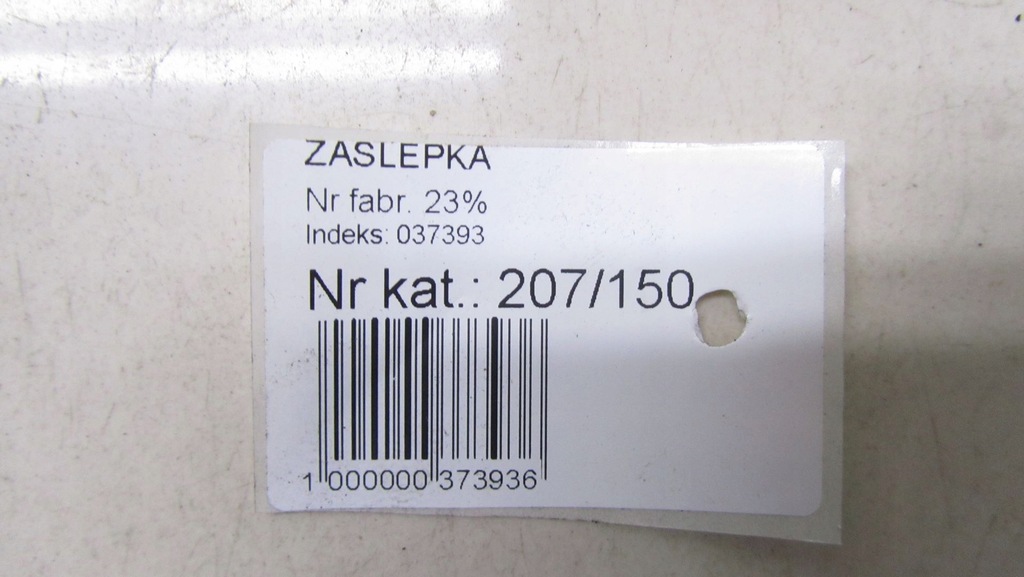 ZASLEPKA
Nr fabr. 23%
Indeks: 037393
Nr kat.: 207/150
1 000000 373936